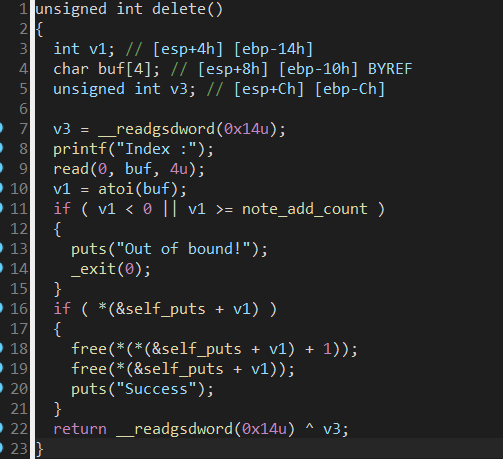 1 unsigned int delete()
2 {
3 int v1; // [esp+4h] [ebp-14h]
4 char buf[4]; // [esp+8h] [ebp-10h] BYREF
5 unsigned int v3; // [esp+Ch] [ebp-Ch]
6
7 v3 = __readgsdword(0x14u);
8 printf("Index :");
9 read(0, buf, 4u);
10 v1 = atoi(buf);
11 if ( v1 < 0 || v1 >= note_add_count )
12 {
13 puts("Out of bound!");
14 _exit(0);
15 }
16 if ( *(&self_puts + v1) )
17 {
18 free(*(*(&self_puts + v1) + 1));
19 free(*(&self_puts + v1));
20 puts("Success");
21 }
22 return __readgsdword(0x14u) ^ v3;
23 }